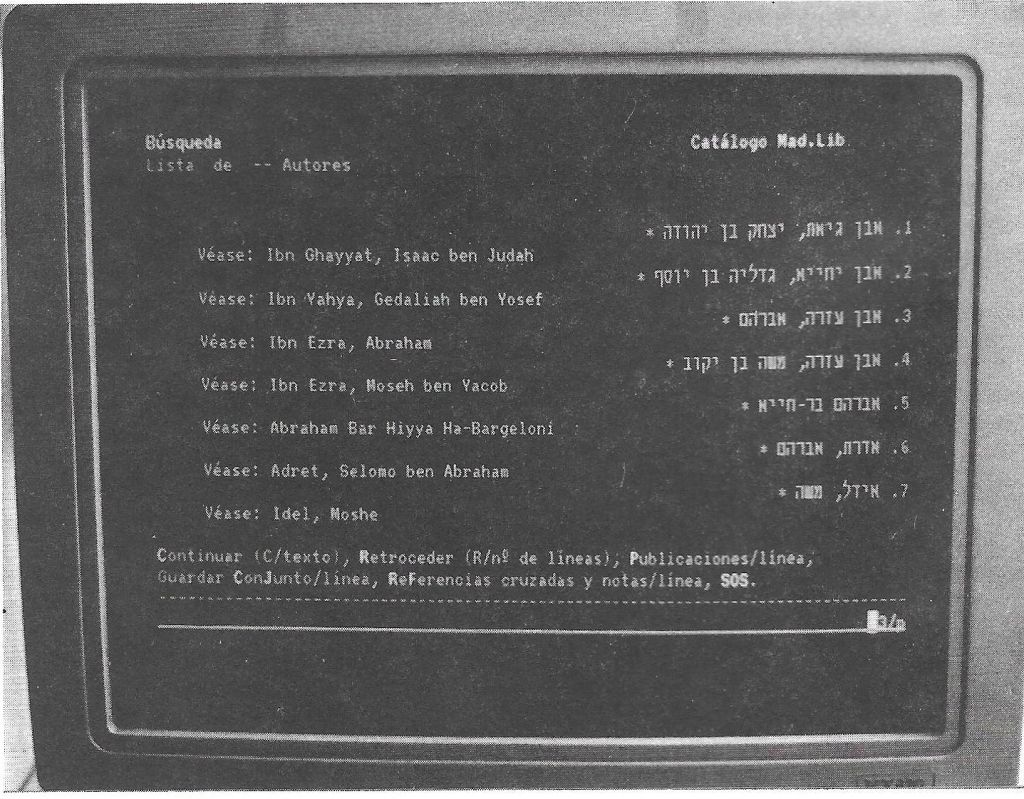 Búsqueda Catálogo Mad.Lib
Lista de -- Autores
1. אבן גיאת, יצחק בן יהודה *
Véase: Ibn Ghayyat, Isaac ben Judah
2. אבן יחייא, גדליה בן יוסף *
Véase: Ibn Yahya, Gedaliah ben Yosef
3. אבן עזרה, אברהם *
Véase: Ibn Ezra, Abraham
4. אבן עזרה, משה בן יקוב *
Véase: Ibn Ezra, Moseh ben Yacob
5. אברהם בר-חייא *
Véase: Abraham Bar Hiyya Ha-Bargeloni
6. אדרת, אברהם *
Véase: Adret, Selomo ben Abraham
7. אידל, משה *
Véase: Idel, Moshe
Continuar (C/texto), Retroceder (R/nº de líneas), Publicaciones/línea,
Guardar ConJunto/línea, ReFerencias cruzadas y notas/línea, SOS.